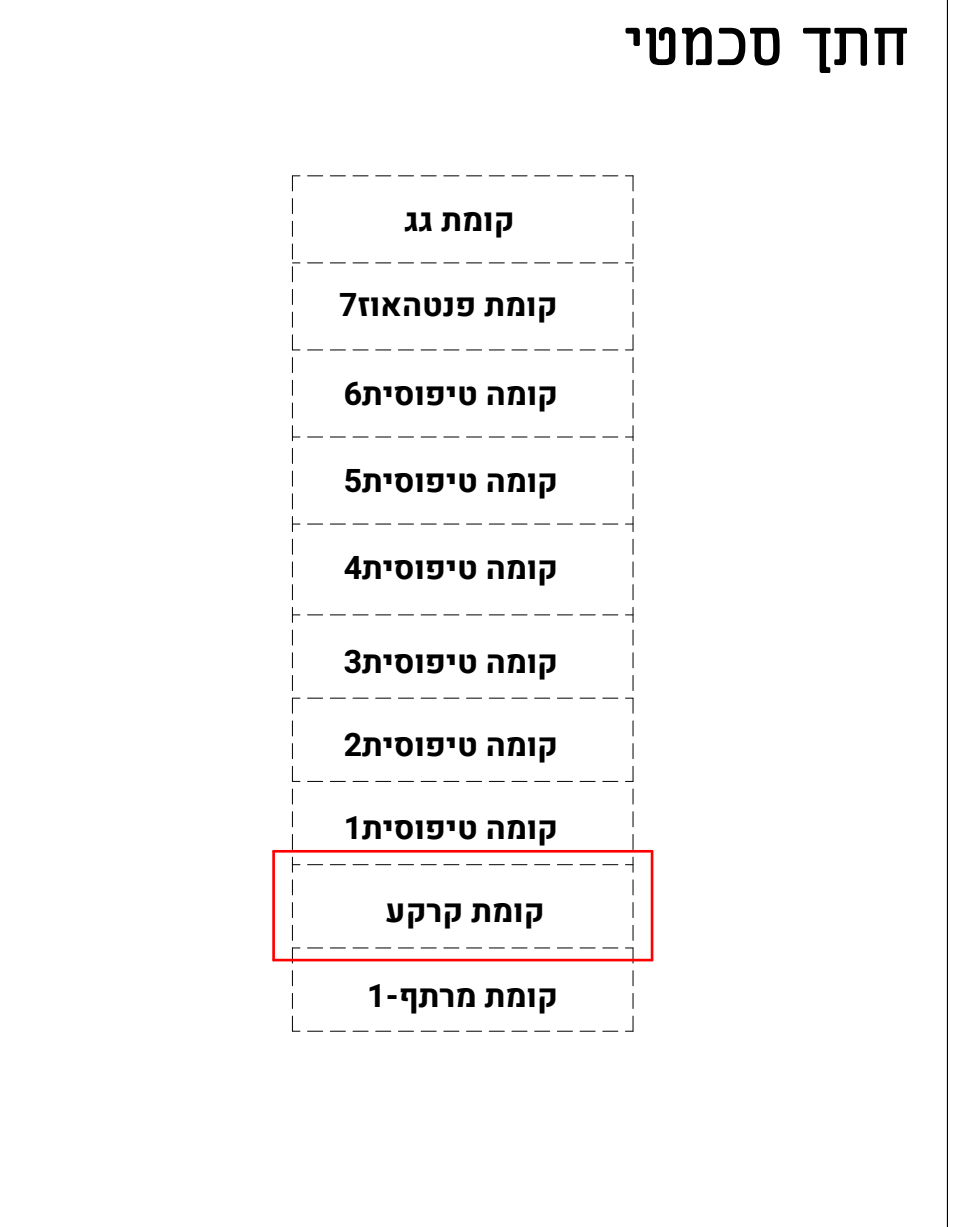 חתך סכמטי
קומת גג
קומת פנטהאוז7
קומה טיפוסית6
קומה טיפוסית5
קומה טיפוסית4
קומה טיפוסית3
קומה טיפוסית2
קומה טיפוסית1
קומת קרקע
קומת מרתף-1